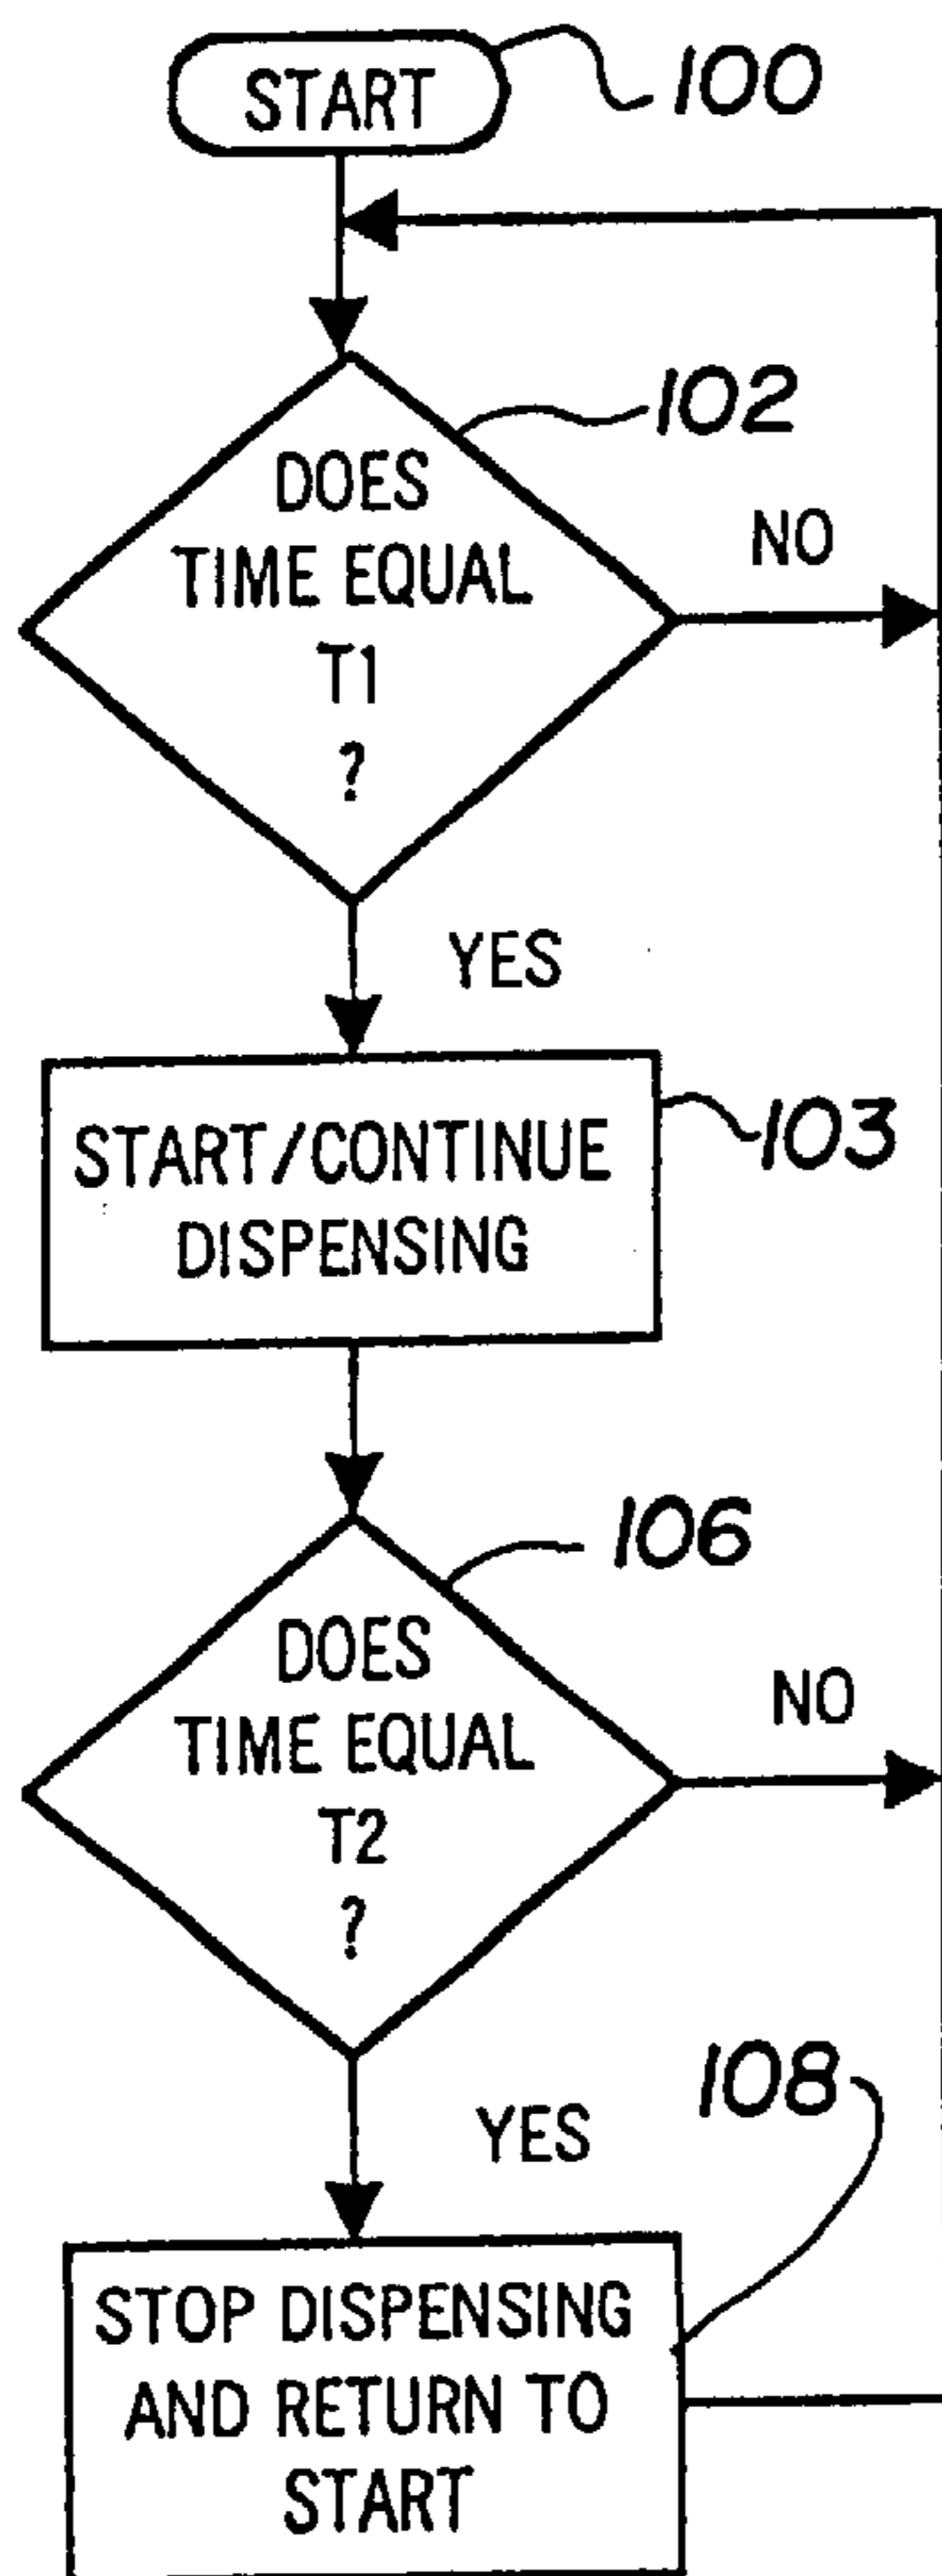 START
100
102
DOES
TIME EQUAL
T1
?
NO
YES
START/CONTINUE
DISPENSING
103
106
DOES
TIME EQUAL
T2
?
NO
YES
108
STOP DISPENSING
AND RETURN TO
START